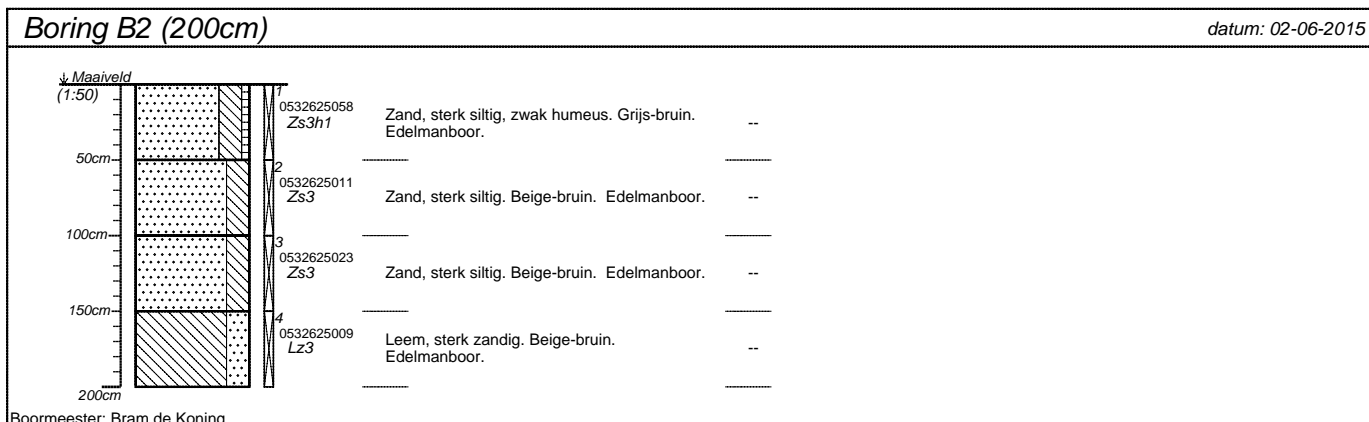 Boring B2 (200cm)
datum: 02-06-2015
Maaiveld
(1:50)
1
0532625058
Zs3h1
Zand, sterk siltig, zwak humeus. Grijs-bruin.
Edelmanboor.
--
50cm
2
0532625011
Zs3
Zand, sterk siltig. Beige-bruin. Edelmanboor.
--
100cm
3
0532625023
Zs3
Zand, sterk siltig. Beige-bruin. Edelmanboor.
--
150cm
4
0532625009
Lz3
Leem, sterk zandig. Beige-bruin.
Edelmanboor.
--
200cm
Boormeester: Bram de Koning